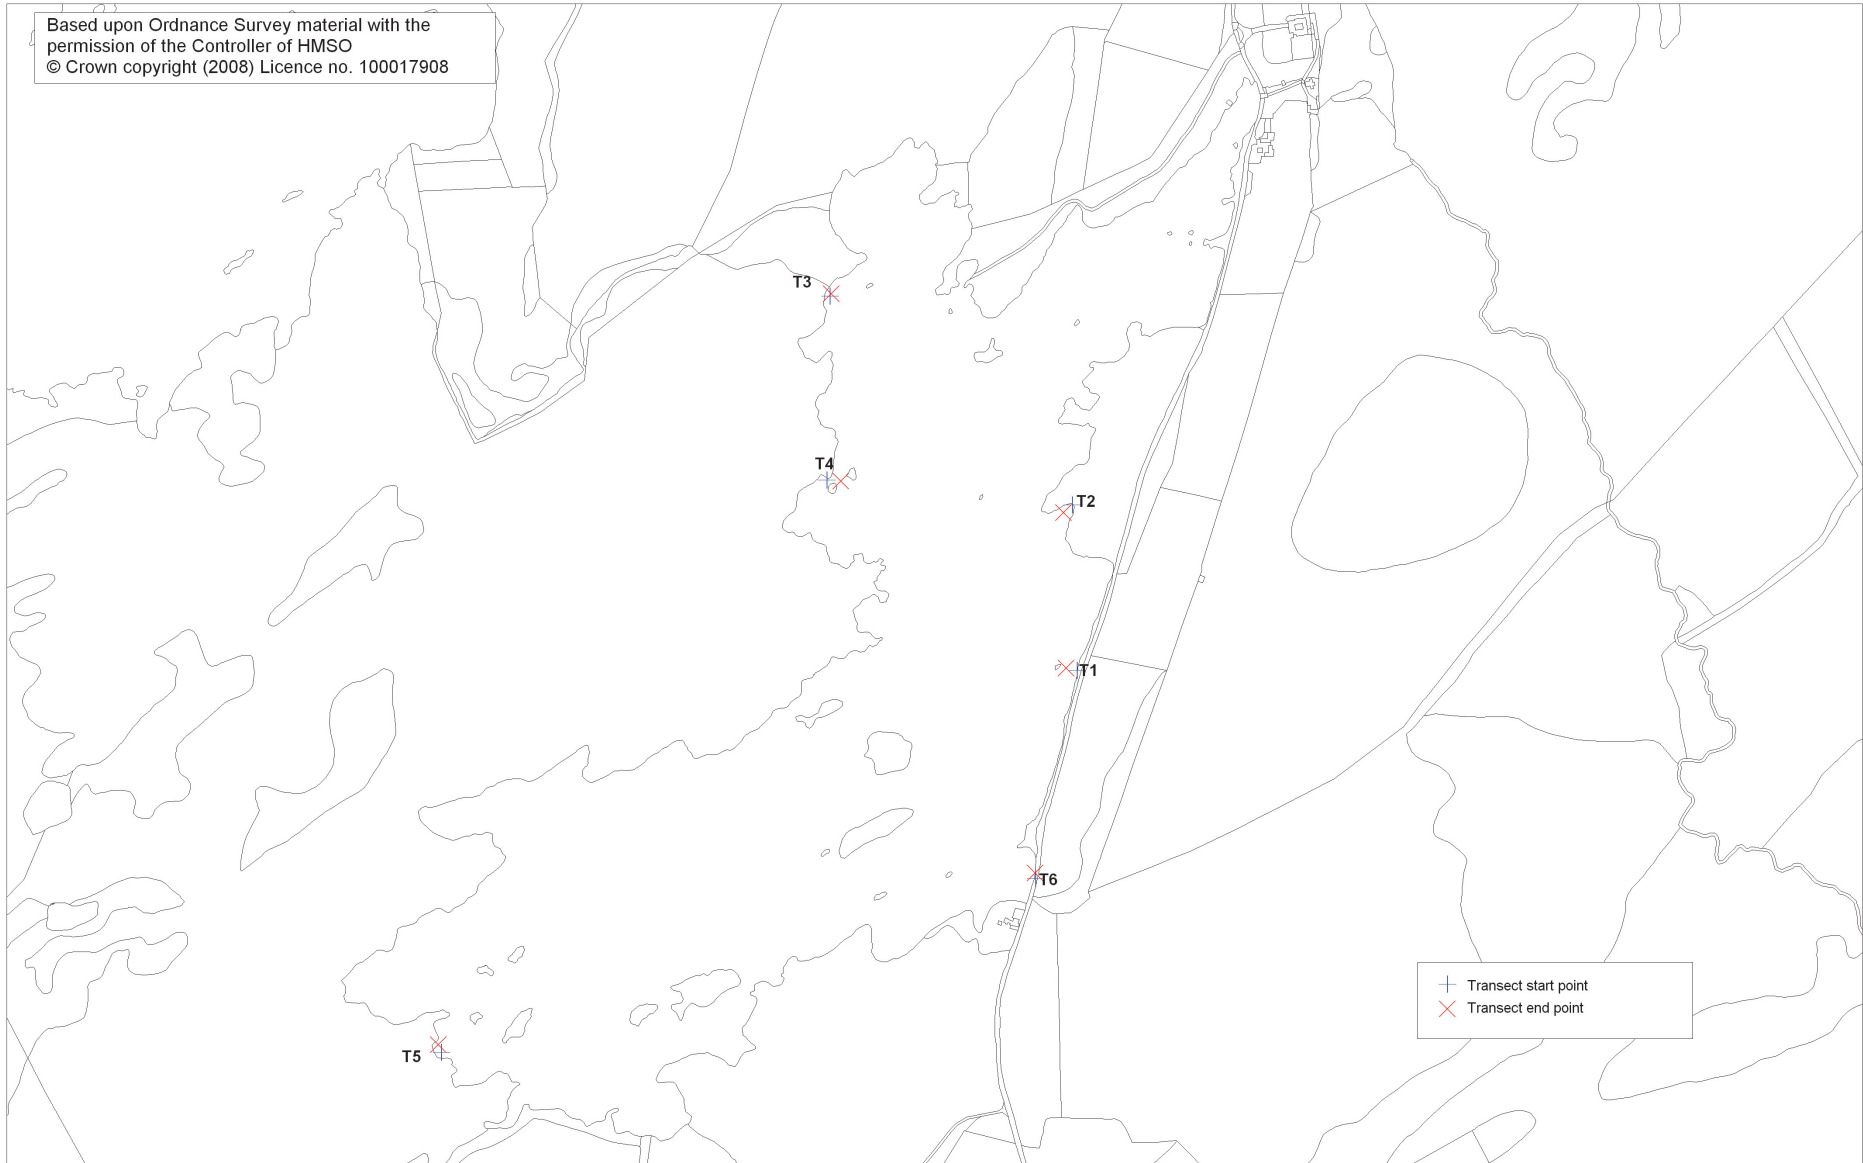 Based upon Ordnance Survey material with the
permission of the Controller of HMSO
© Crown copyright (2008) Licence no. 100017908
T3
T4
T2
T1
T6
T5
Transect start point
Transect end point